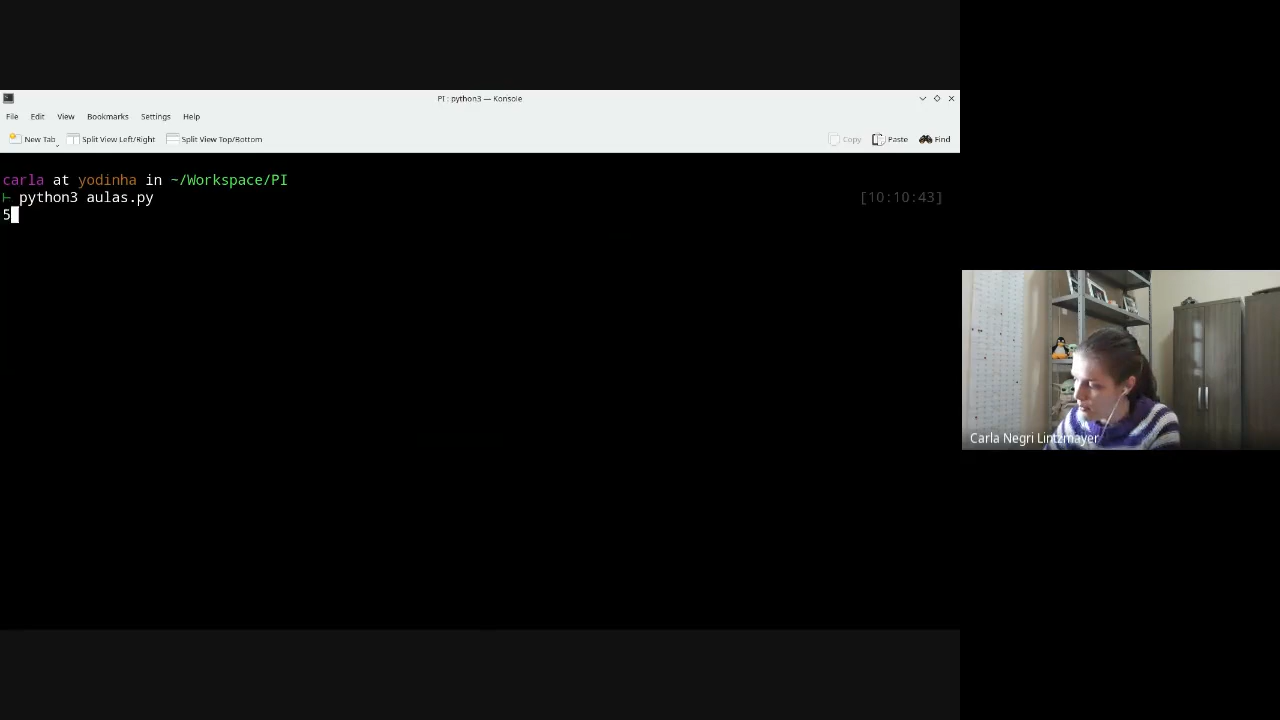 PI : python3 — Konsole
File Edit View Bookmarks Settings Help
New Tab Split View Left/Right Split View Top/Bottom Copy Paste Find
carla at yodinha in ~/Workspace/PI
⊢ python3 aulas.py [10:10:43]
5
Carla Negri Lintzmayer